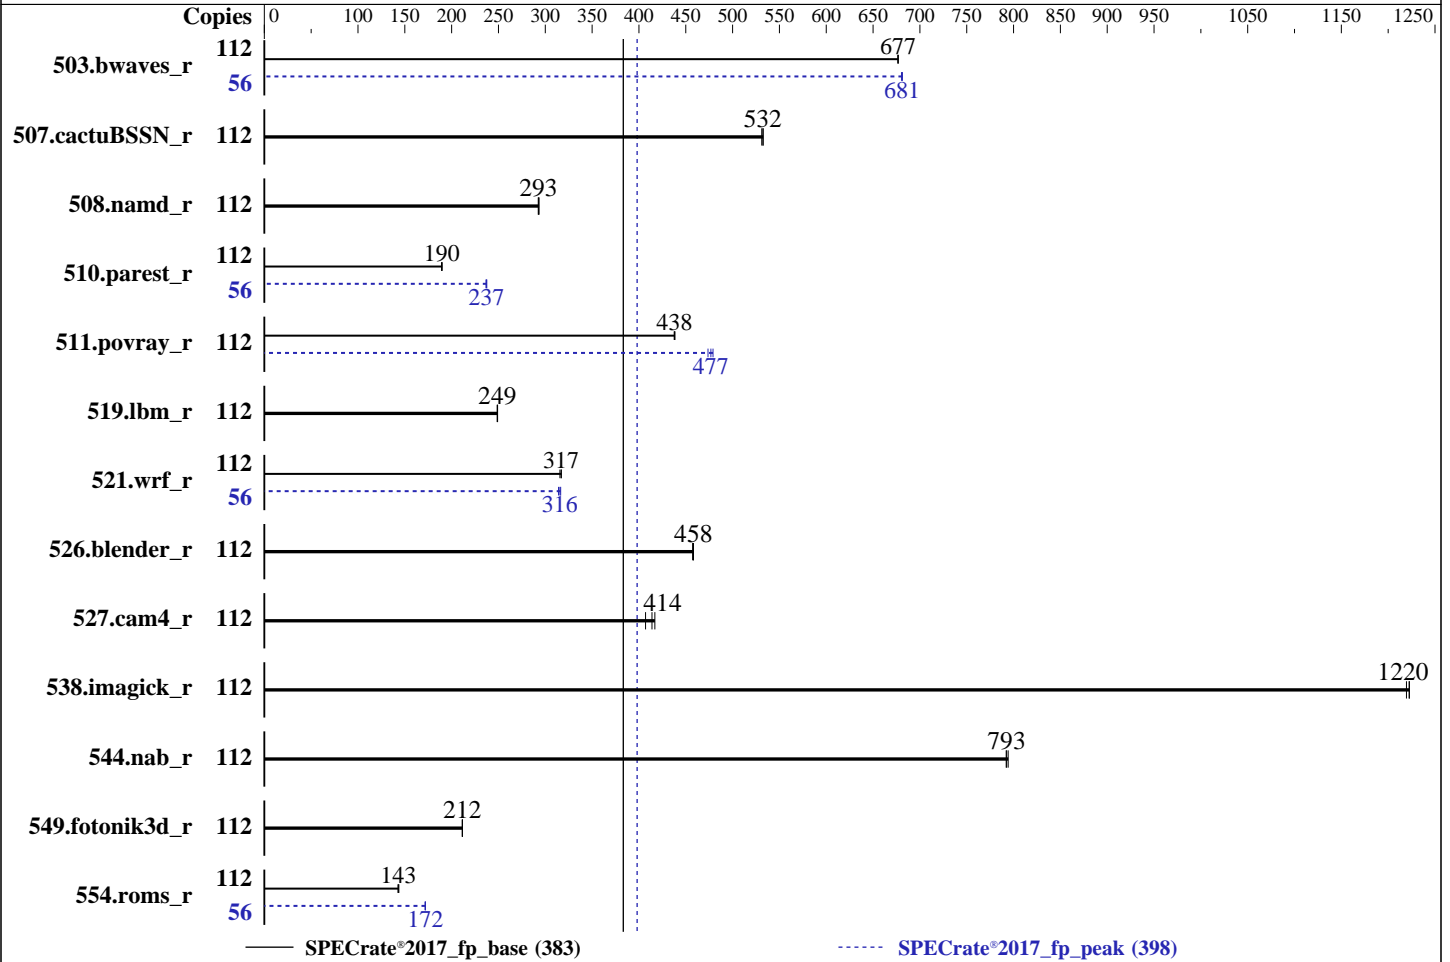 Copies 0 100 150 200 250 300 350 400 450 500 550 600 650 700 750 800 850 900 950 1050 1150 1250
503.bwaves_r 112 677
56 681
507.cactuBSSN_r 112 532
508.namd_r 112 293
510.parest_r 112 190
56 237
511.povray_r 112 438
477
519.lbm_r 112 249
521.wrf_r 112 317
56 316
526.blender_r 112 458
527.cam4_r 112 414
538.imagick_r 112 1220
544.nab_r 112 793
549.fotonik3d_r 112 212
554.roms_r 112 143
56 172
SPECrate®2017_fp_base (383) SPECrate®2017_fp_peak (398)